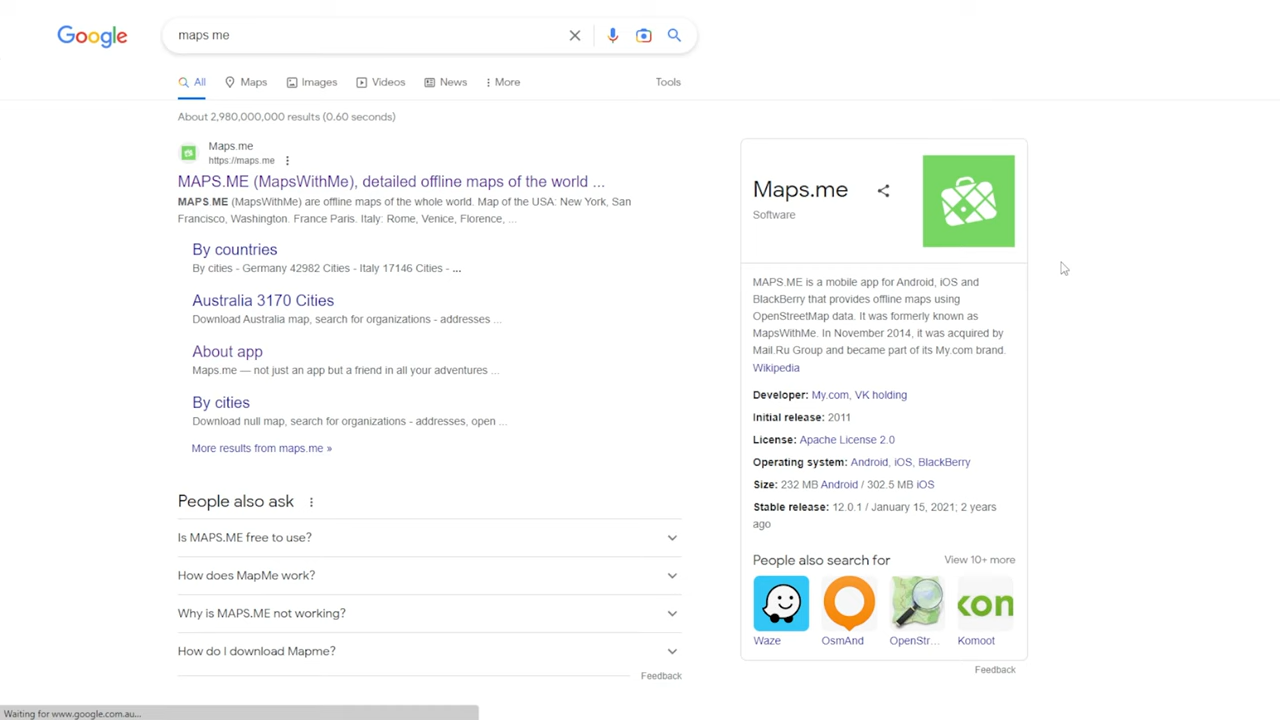 Google
maps me
All
Maps
Images
Videos
News
More
Tools
About 2,980,000,000 results (0.60 seconds)
Maps.me
https://maps.me
MAPS.ME (MapsWithMe), detailed offline maps of the world ...
MAPS.ME (MapsWithMe) are offline maps of the whole world. Map of the USA: New York, San
Francisco, Washington. France Paris. Italy: Rome, Venice, Florence, ...
By countries
By cities - Germany 42982 Cities - Italy 17146 Cities - ...
Australia 3170 Cities
Download Australia map, search for organizations - addresses ...
About app
Maps.me — not just an app but a friend in all your adventures ...
By cities
Download null map, search for organizations - addresses, open ...
More results from maps.me »
People also ask
Is MAPS.ME free to use?
How does MapMe work?
Why is MAPS.ME not working?
How do I download Mapme?
Feedback
Maps.me
Software
MAPS.ME is a mobile app for Android, iOS and
BlackBerry that provides offline maps using
OpenStreetMap data. It was formerly known as
MapsWithMe. In November 2014, it was acquired by
Mail.Ru Group and became part of its My.com brand.
Wikipedia
Developer: My.com, VK holding
Initial release: 2011
License: Apache License 2.0
Operating system: Android, iOS, BlackBerry
Size: 232 MB Android / 302.5 MB iOS
Stable release: 12.0.1 / January 15, 2021; 2 years
ago
People also search for
View 10+ more
kon
Waze
OsmAnd
OpenStr...
Komoot
Feedback
Waiting for www.google.com.au...